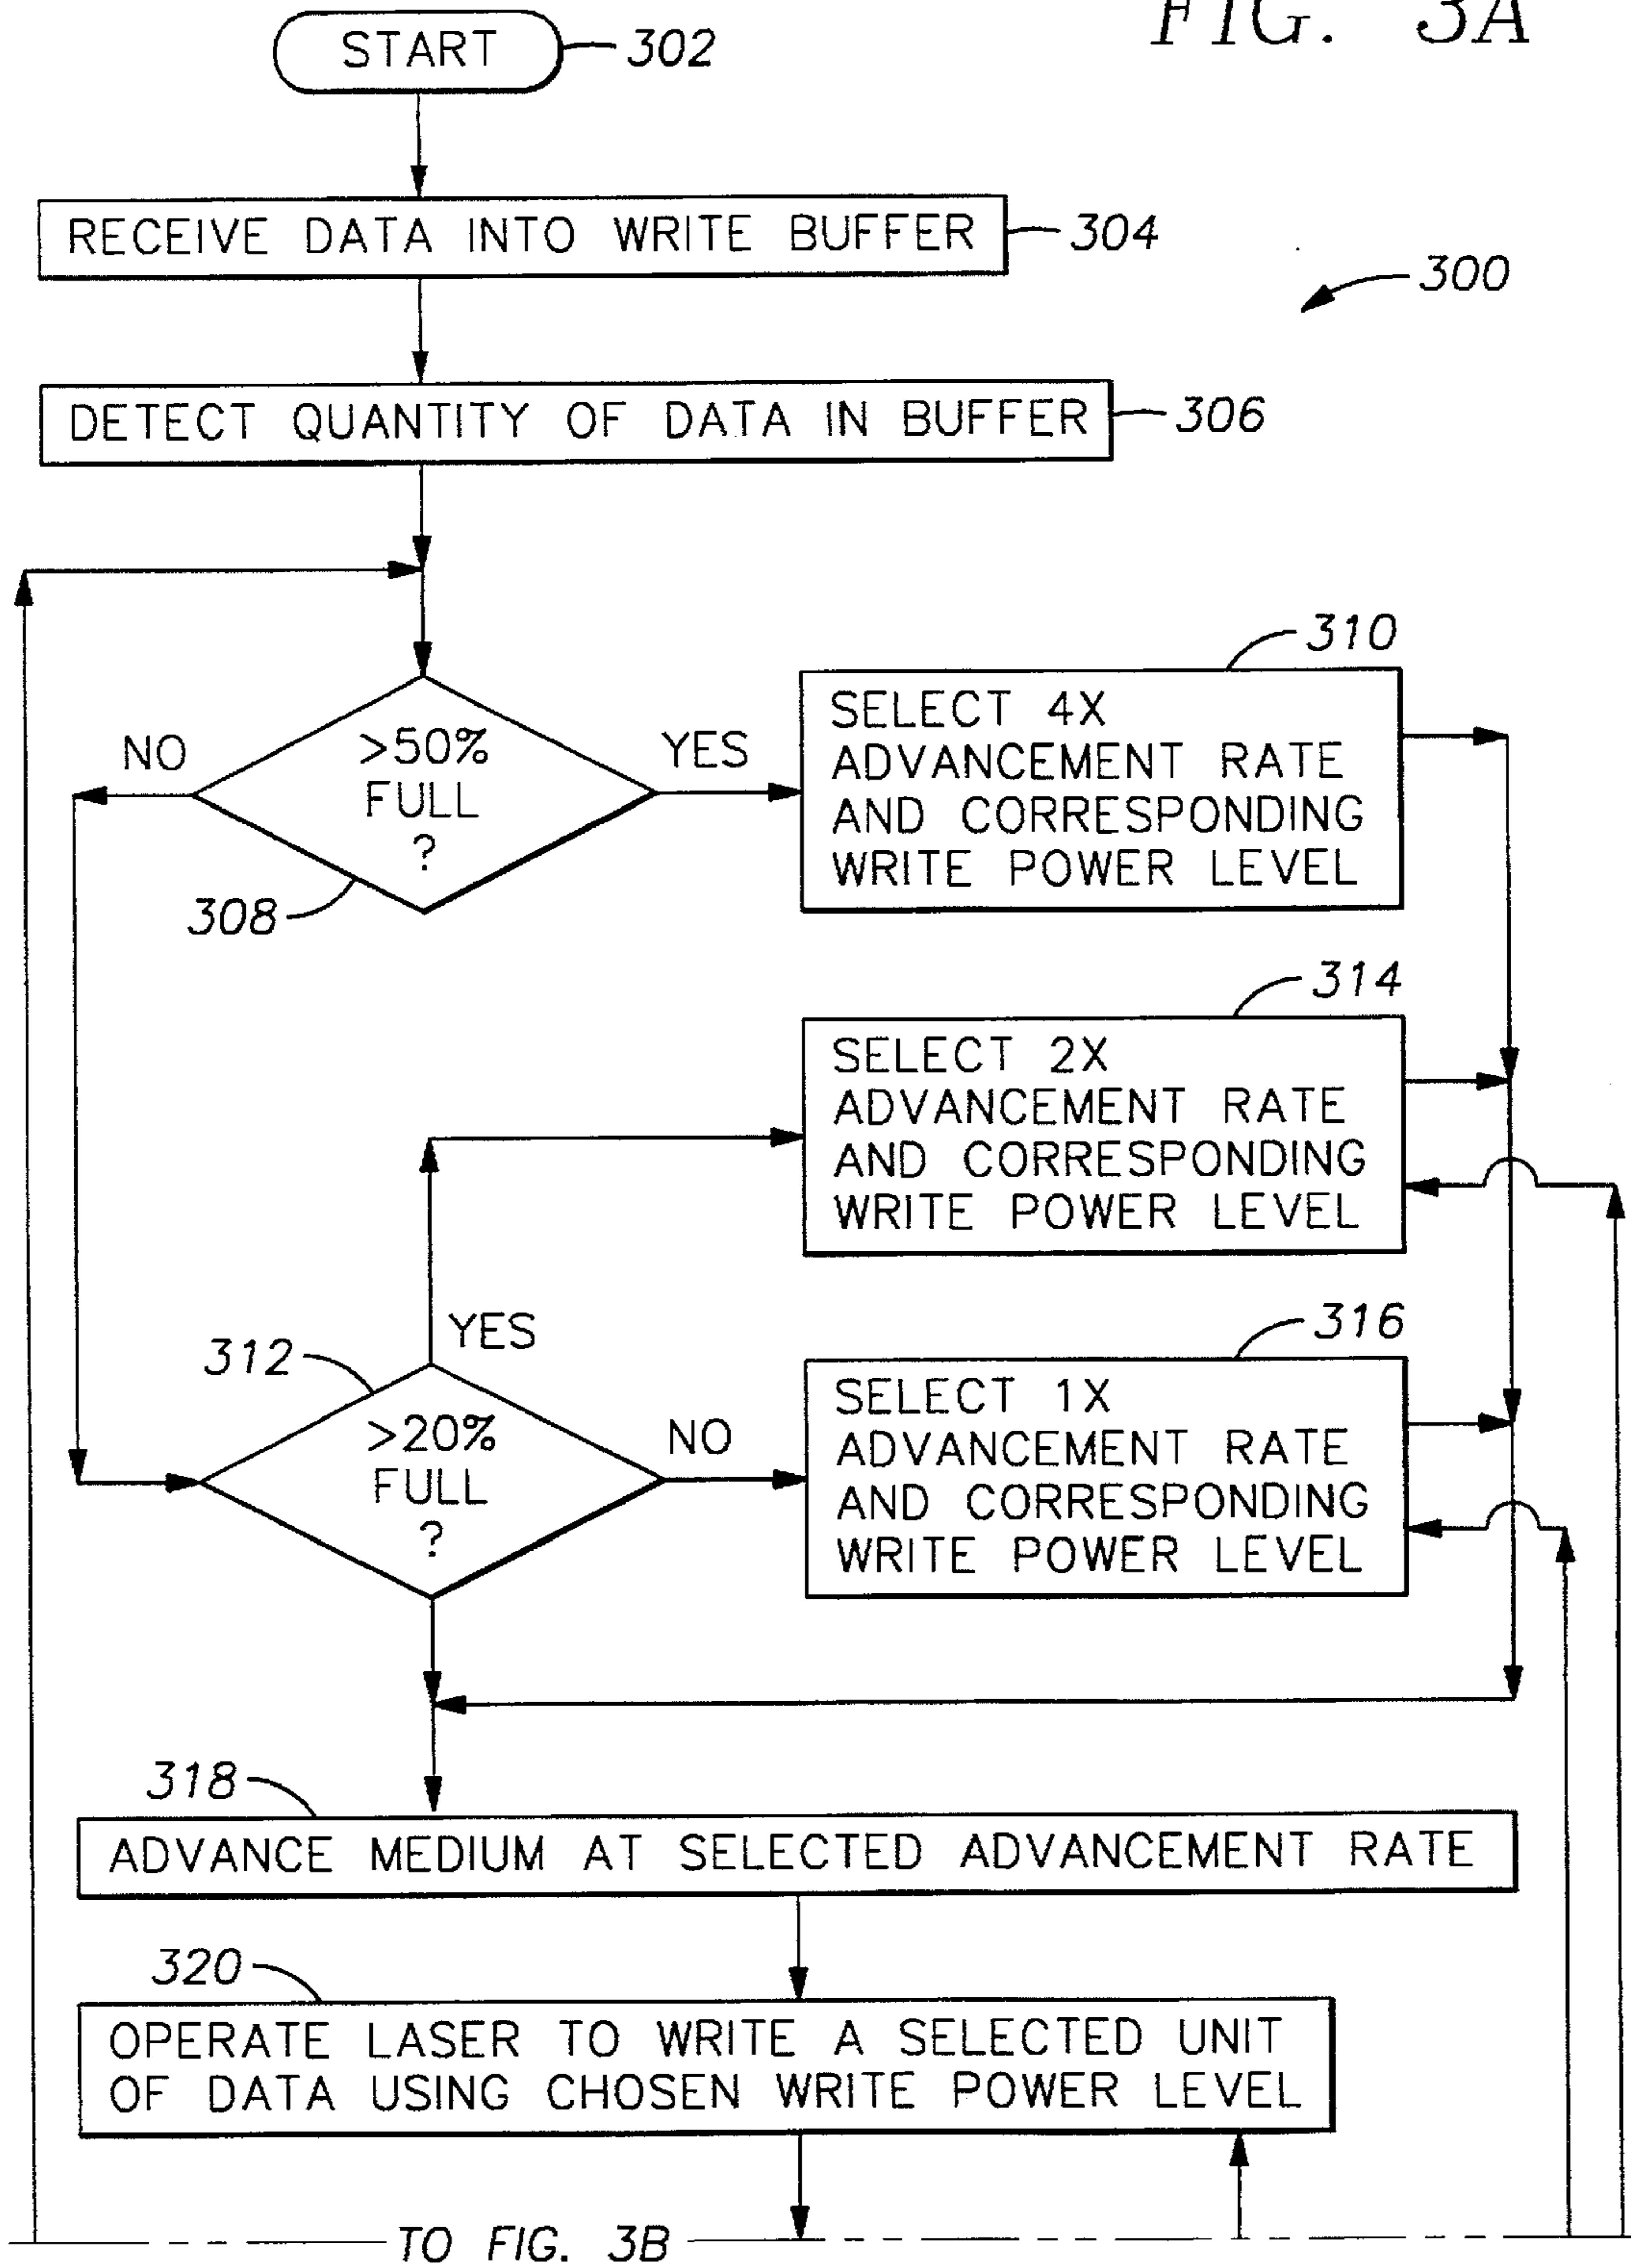 FIG. 3A
START
302
RECEIVE DATA INTO WRITE BUFFER
304
300
DETECT QUANTITY OF DATA IN BUFFER
306
310
NO
>50%
FULL
?
YES
SELECT 4X
ADVANCEMENT RATE
AND CORRESPONDING
WRITE POWER LEVEL
308
314
SELECT 2X
ADVANCEMENT RATE
AND CORRESPONDING
WRITE POWER LEVEL
YES
316
312
>20%
FULL
?
NO
SELECT 1X
ADVANCEMENT RATE
AND CORRESPONDING
WRITE POWER LEVEL
318
ADVANCE MEDIUM AT SELECTED ADVANCEMENT RATE
320
OPERATE LASER TO WRITE A SELECTED UNIT
OF DATA USING CHOSEN WRITE POWER LEVEL
TO FIG. 3B